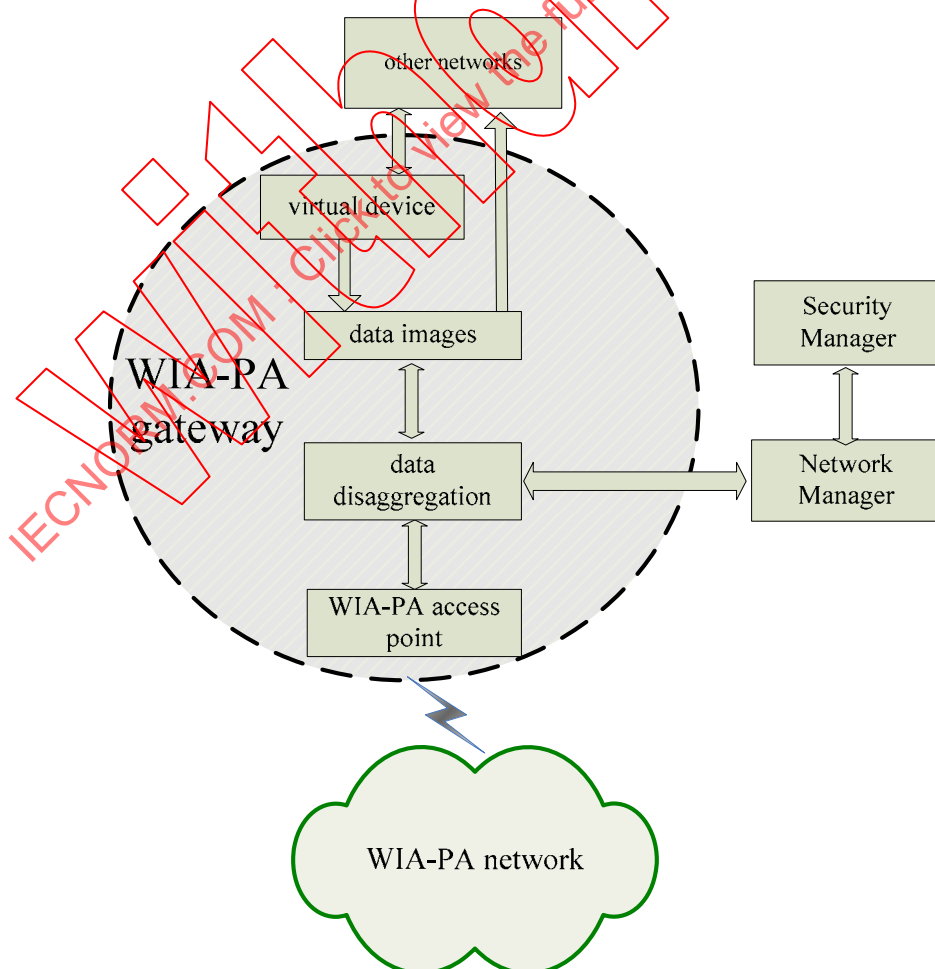 other networks
virtual device
data images
WIA-PA
gateway
data
disaggregation
WIA-PA access
point
Security
Manager
Network
Manager
WIA-PA network
IECNORM.COM : Click to view the